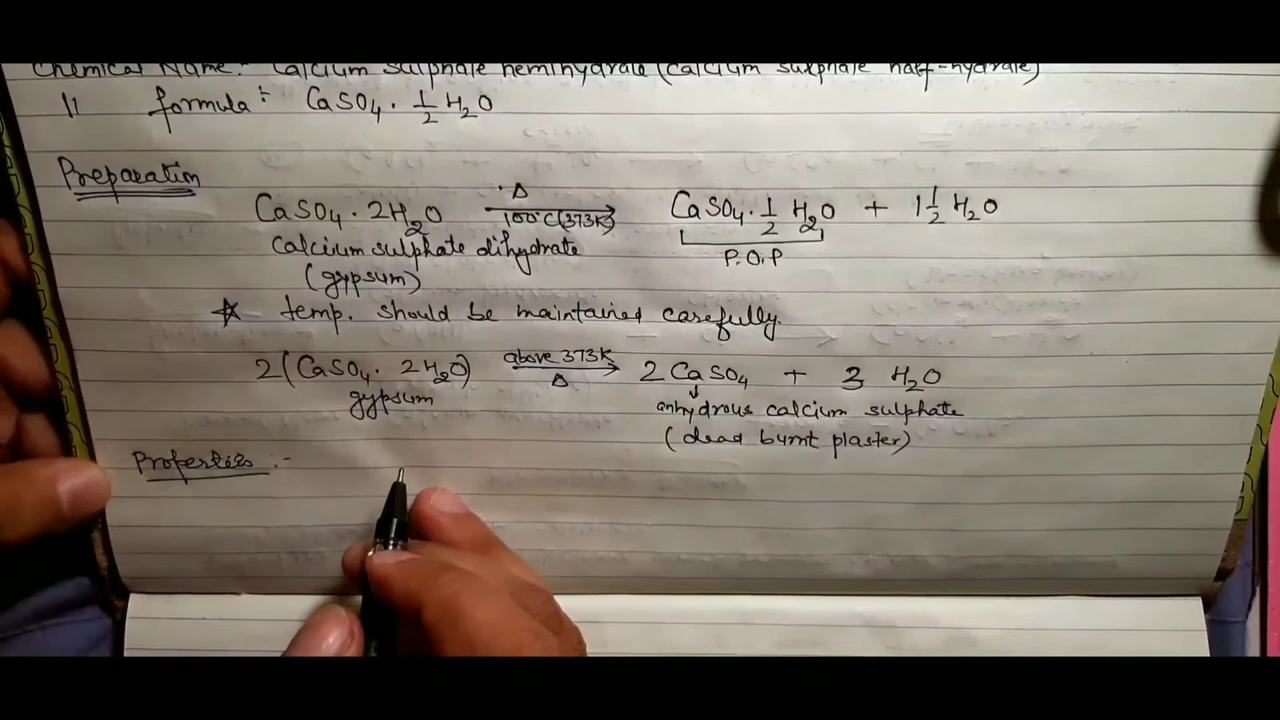 Chemical Name:- Calcium sulphate hemihydrate (calcium sulphate half-hydrate)
11 formula :- CaSO4 . 1/2 H2O
Preparation
CaSO4 . 2H2O —Δ 100°C(373K)→ CaSO4 . 1/2 H2O + 1 1/2 H2O
calcium sulphate dihydrate P.O.P
(gypsum)
☆ temp. should be maintained carefully.
2(CaSO4 . 2H2O) —above 373K Δ→ 2CaSO4 + 3 H2O
gypsum ↓ anhydrous calcium sulphate
(dead burnt plaster)
Properties :-